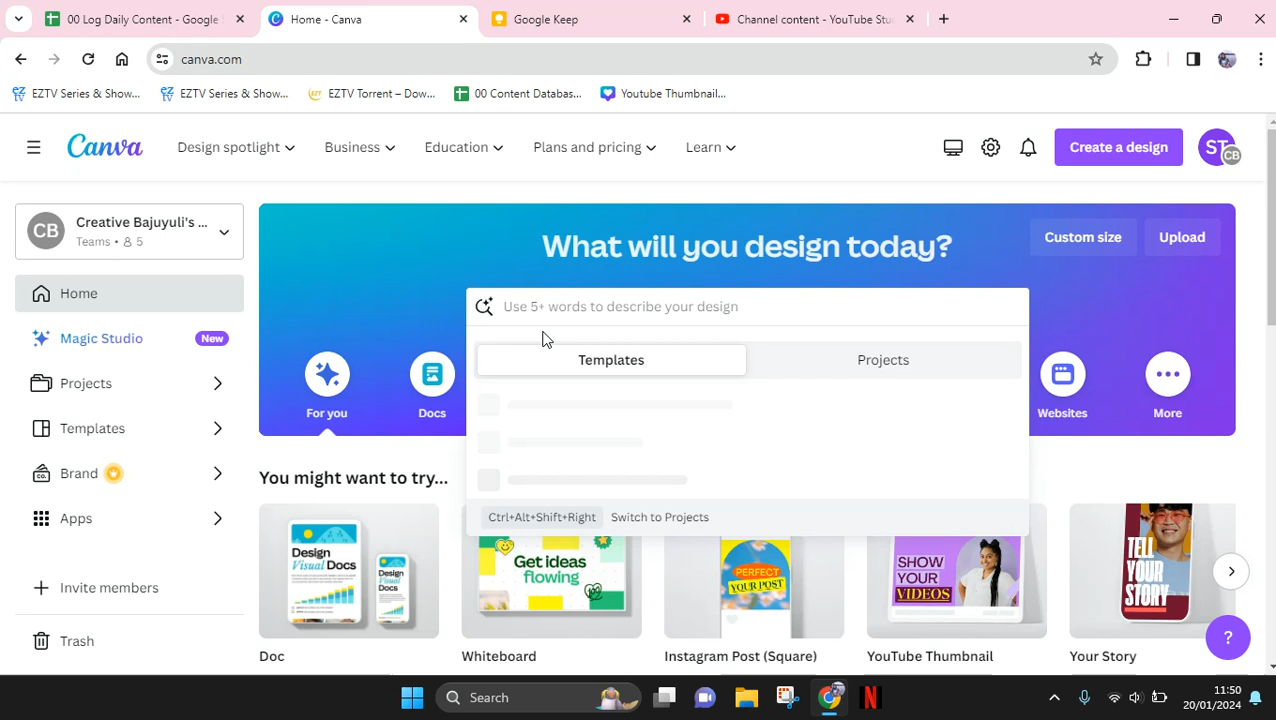 00 Log Daily Content - Google
Home - Canva
Google Keep
Channel content - YouTube Stu
canva.com
EZTV Series & Show...
EZTV Series & Show...
EZTV Torrent – Dow...
00 Content Databas...
Youtube Thumbnail...
Canva
Design spotlight
Business
Education
Plans and pricing
Learn
Create a design
ST
CB
CB
Creative Bajuyuli's ...
Teams • 5
What will you design today?
Custom size
Upload
Use 5+ words to describe your design
Home
Magic Studio
New
Projects
Templates
Brand
Apps
Invite members
Trash
Templates
Projects
For you
Docs
Websites
More
Ctrl+Alt+Shift+Right
Switch to Projects
You might want to try...
Design
Visual Docs
Design
Visual Docs
Get ideas
flowing
PERFECT
YOUR POST
SHOW
YOUR
VIDEOS
TELL
YOUR
STORY
Doc
Whiteboard
Instagram Post (Square)
YouTube Thumbnail
Your Story
?
Search
11:50
20/01/2024